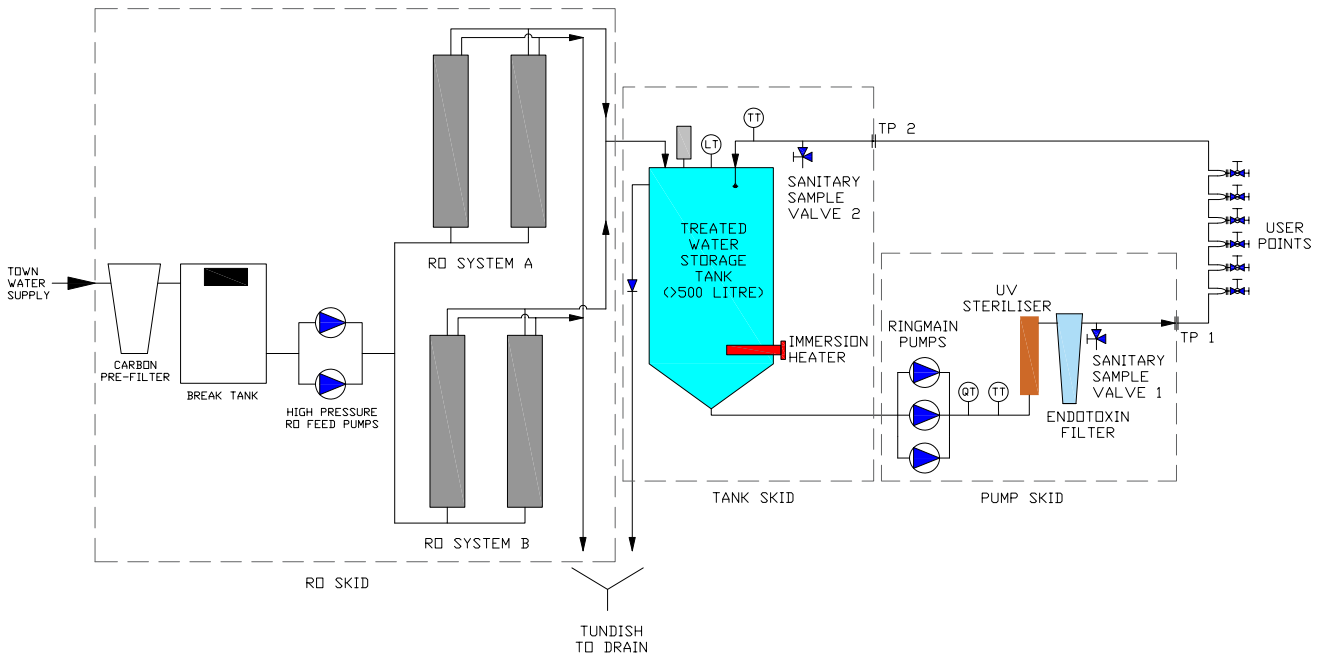 TOWN
WATER
SUPPLY
CARBON
PRE-FILTER
BREAK TANK
HIGH PRESSURE
RO FEED PUMPS
RO SYSTEM A
RO SYSTEM B
RO SKID
TUNDISH
TO DRAIN
LT
TT
TREATED
WATER
STORAGE
TANK
(>500 LITRE)
SANITARY
SAMPLE
VALVE 2
IMMERSION
HEATER
TANK SKID
TP 2
RINGMAIN
PUMPS
QT
TT
UV
STERILISER
ENDOTOXIN
FILTER
SANITARY
SAMPLE
VALVE 1
PUMP SKID
TP 1
USER
POINTS